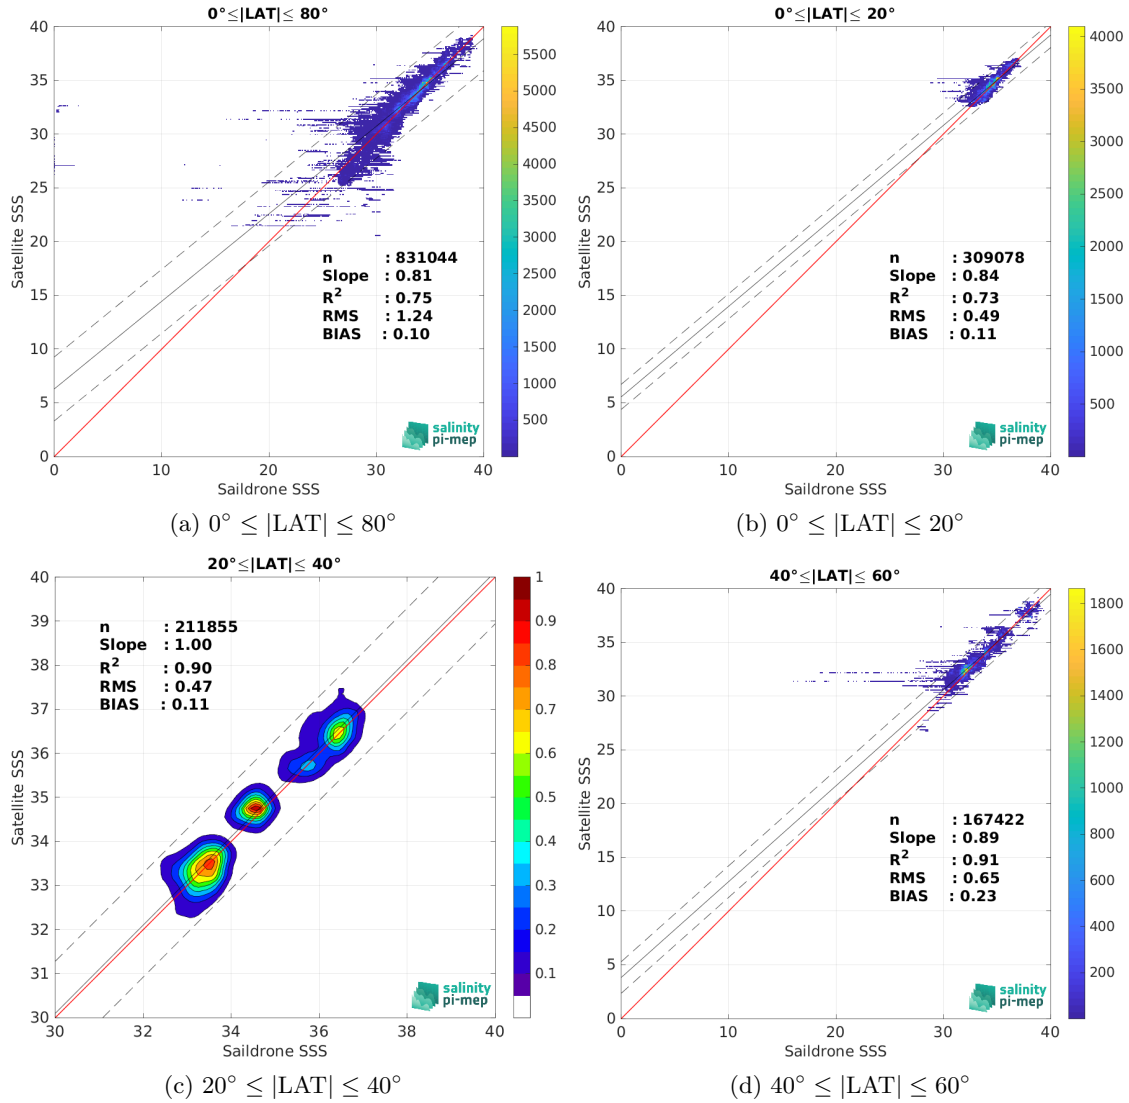 0°≤|LAT|≤ 80°
Satellite SSS
40
35
30
25
20
15
10
5
0
n : 831044
Slope : 0.81
R² : 0.75
RMS : 1.24
BIAS : 0.10
salinity
pi-mep
0 10 20 30 40
Saildrone SSS
5500
5000
4500
4000
3500
3000
2500
2000
1500
1000
500
(a) 0° ≤ |LAT| ≤ 80°
0°≤|LAT|≤ 20°
Satellite SSS
40
35
30
25
20
15
10
5
0
n : 309078
Slope : 0.84
R² : 0.73
RMS : 0.49
BIAS : 0.11
salinity
pi-mep
0 10 20 30 40
Saildrone SSS
4000
3500
3000
2500
2000
1500
1000
500
0
(b) 0° ≤ |LAT| ≤ 20°
20°≤|LAT|≤ 40°
Satellite SSS
40
39
38
37
36
35
34
33
32
31
30
n : 211855
Slope : 1.00
R² : 0.90
RMS : 0.47
BIAS : 0.11
salinity
pi-mep
30 32 34 36 38 40
Saildrone SSS
1
0.9
0.8
0.7
0.6
0.5
0.4
0.3
0.2
0.1
(c) 20° ≤ |LAT| ≤ 40°
40°≤|LAT|≤ 60°
Satellite SSS
40
35
30
25
20
15
10
5
0
n : 167422
Slope : 0.89
R² : 0.91
RMS : 0.65
BIAS : 0.23
salinity
pi-mep
0 10 20 30 40
Saildrone SSS
1800
1600
1400
1200
1000
800
600
400
200
(d) 40° ≤ |LAT| ≤ 60°